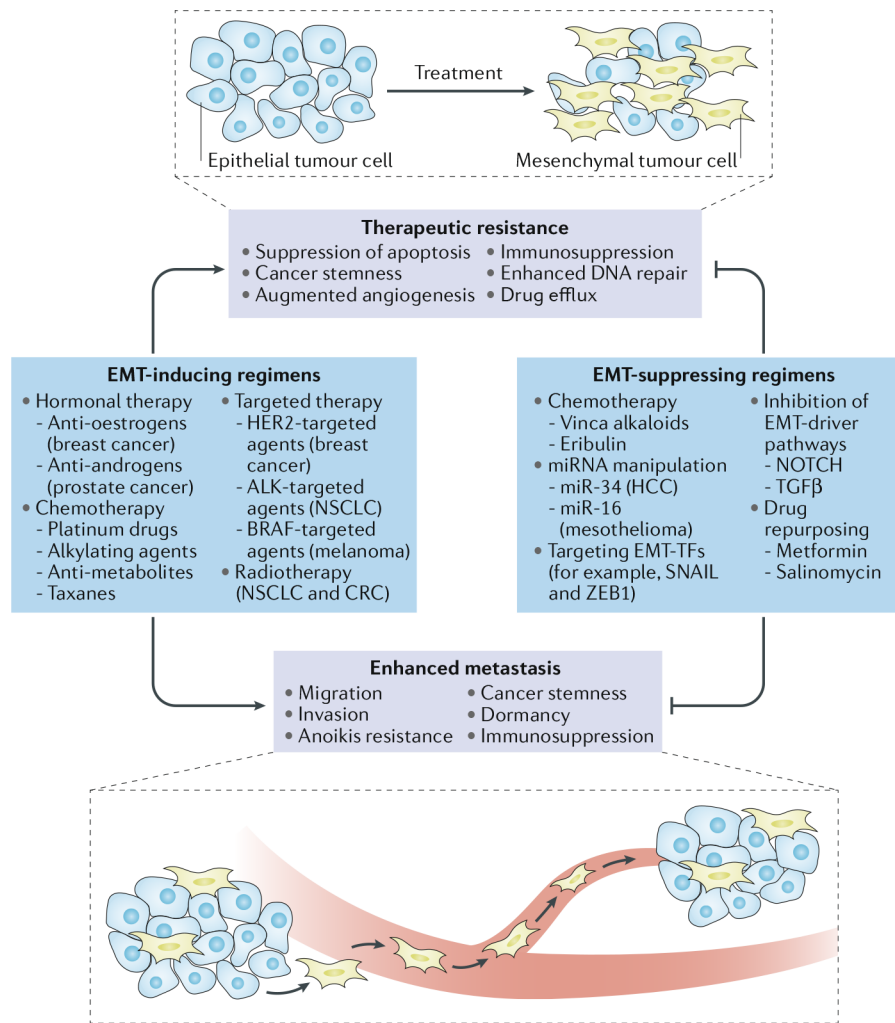 Treatment
Epithelial tumour cell
Mesenchymal tumour cell
Therapeutic resistance
• Suppression of apoptosis
• Cancer stemness
• Augmented angiogenesis
• Immunosuppression
• Enhanced DNA repair
• Drug efflux
EMT-inducing regimens
• Hormonal therapy
- Anti-oestrogens
(breast cancer)
- Anti-androgens
(prostate cancer)
• Chemotherapy
- Platinum drugs
- Alkylating agents
- Anti-metabolites
- Taxanes
• Targeted therapy
- HER2-targeted
agents (breast
cancer)
- ALK-targeted
agents (NSCLC)
- BRAF-targeted
agents (melanoma)
• Radiotherapy
(NSCLC and CRC)
EMT-suppressing regimens
• Chemotherapy
- Vinca alkaloids
- Eribulin
• miRNA manipulation
- miR-34 (HCC)
- miR-16
(mesothelioma)
• Targeting EMT-TFs
(for example, SNAIL
and ZEB1)
• Inhibition of
EMT-driver
pathways
- NOTCH
- TGFβ
• Drug
repurposing
- Metformin
- Salinomycin
Enhanced metastasis
• Migration
• Invasion
• Anoikis resistance
• Cancer stemness
• Dormancy
• Immunosuppression